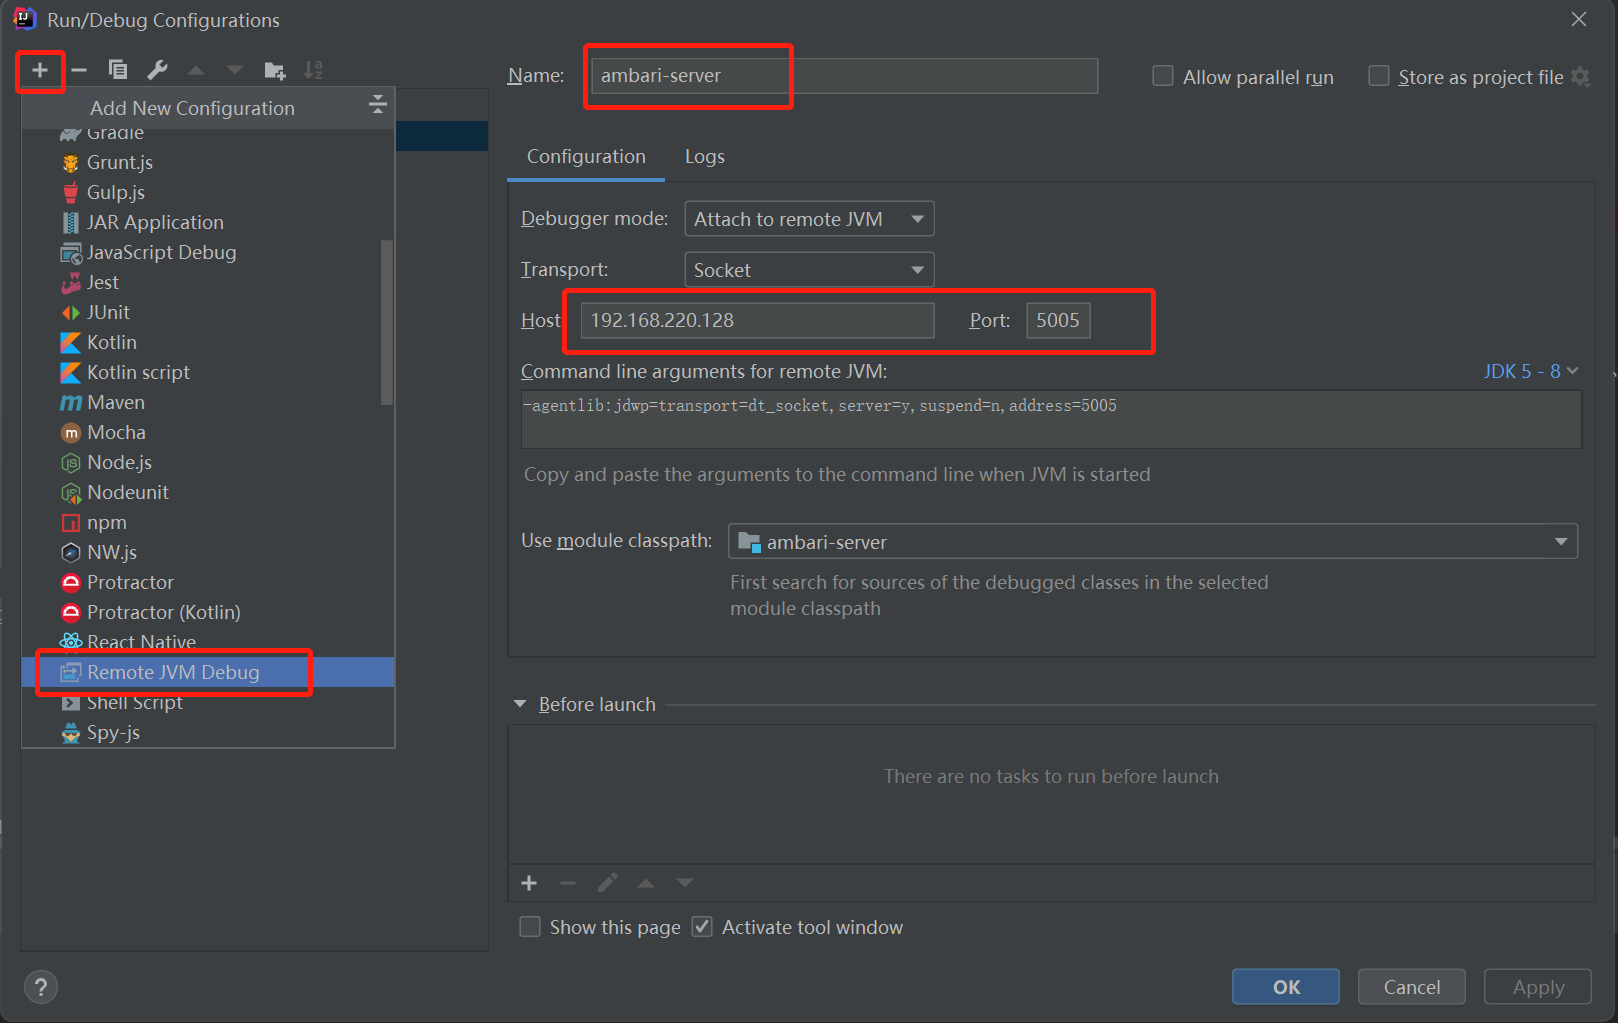 Run/Debug Configurations
Add New Configuration
Gradle
Grunt.js
Gulp.js
JAR Application
JavaScript Debug
Jest
JUnit
Kotlin
Kotlin script
Maven
Mocha
Node.js
Nodeunit
npm
NW.js
Protractor
Protractor (Kotlin)
React Native
Remote JVM Debug
Shell Script
Spy-js
Name: ambari-server
Allow parallel run
Store as project file
Configuration Logs
Debugger mode: Attach to remote JVM
Transport: Socket
Host 192.168.220.128 Port: 5005
Command line arguments for remote JVM: JDK 5 - 8
-agentlib:jdwp=transport=dt_socket,server=y,suspend=n,address=5005
Copy and paste the arguments to the command line when JVM is started
Use module classpath: ambari-server
First search for sources of the debugged classes in the selected
module classpath
Before launch
There are no tasks to run before launch
Show this page Activate tool window
? OK Cancel Apply